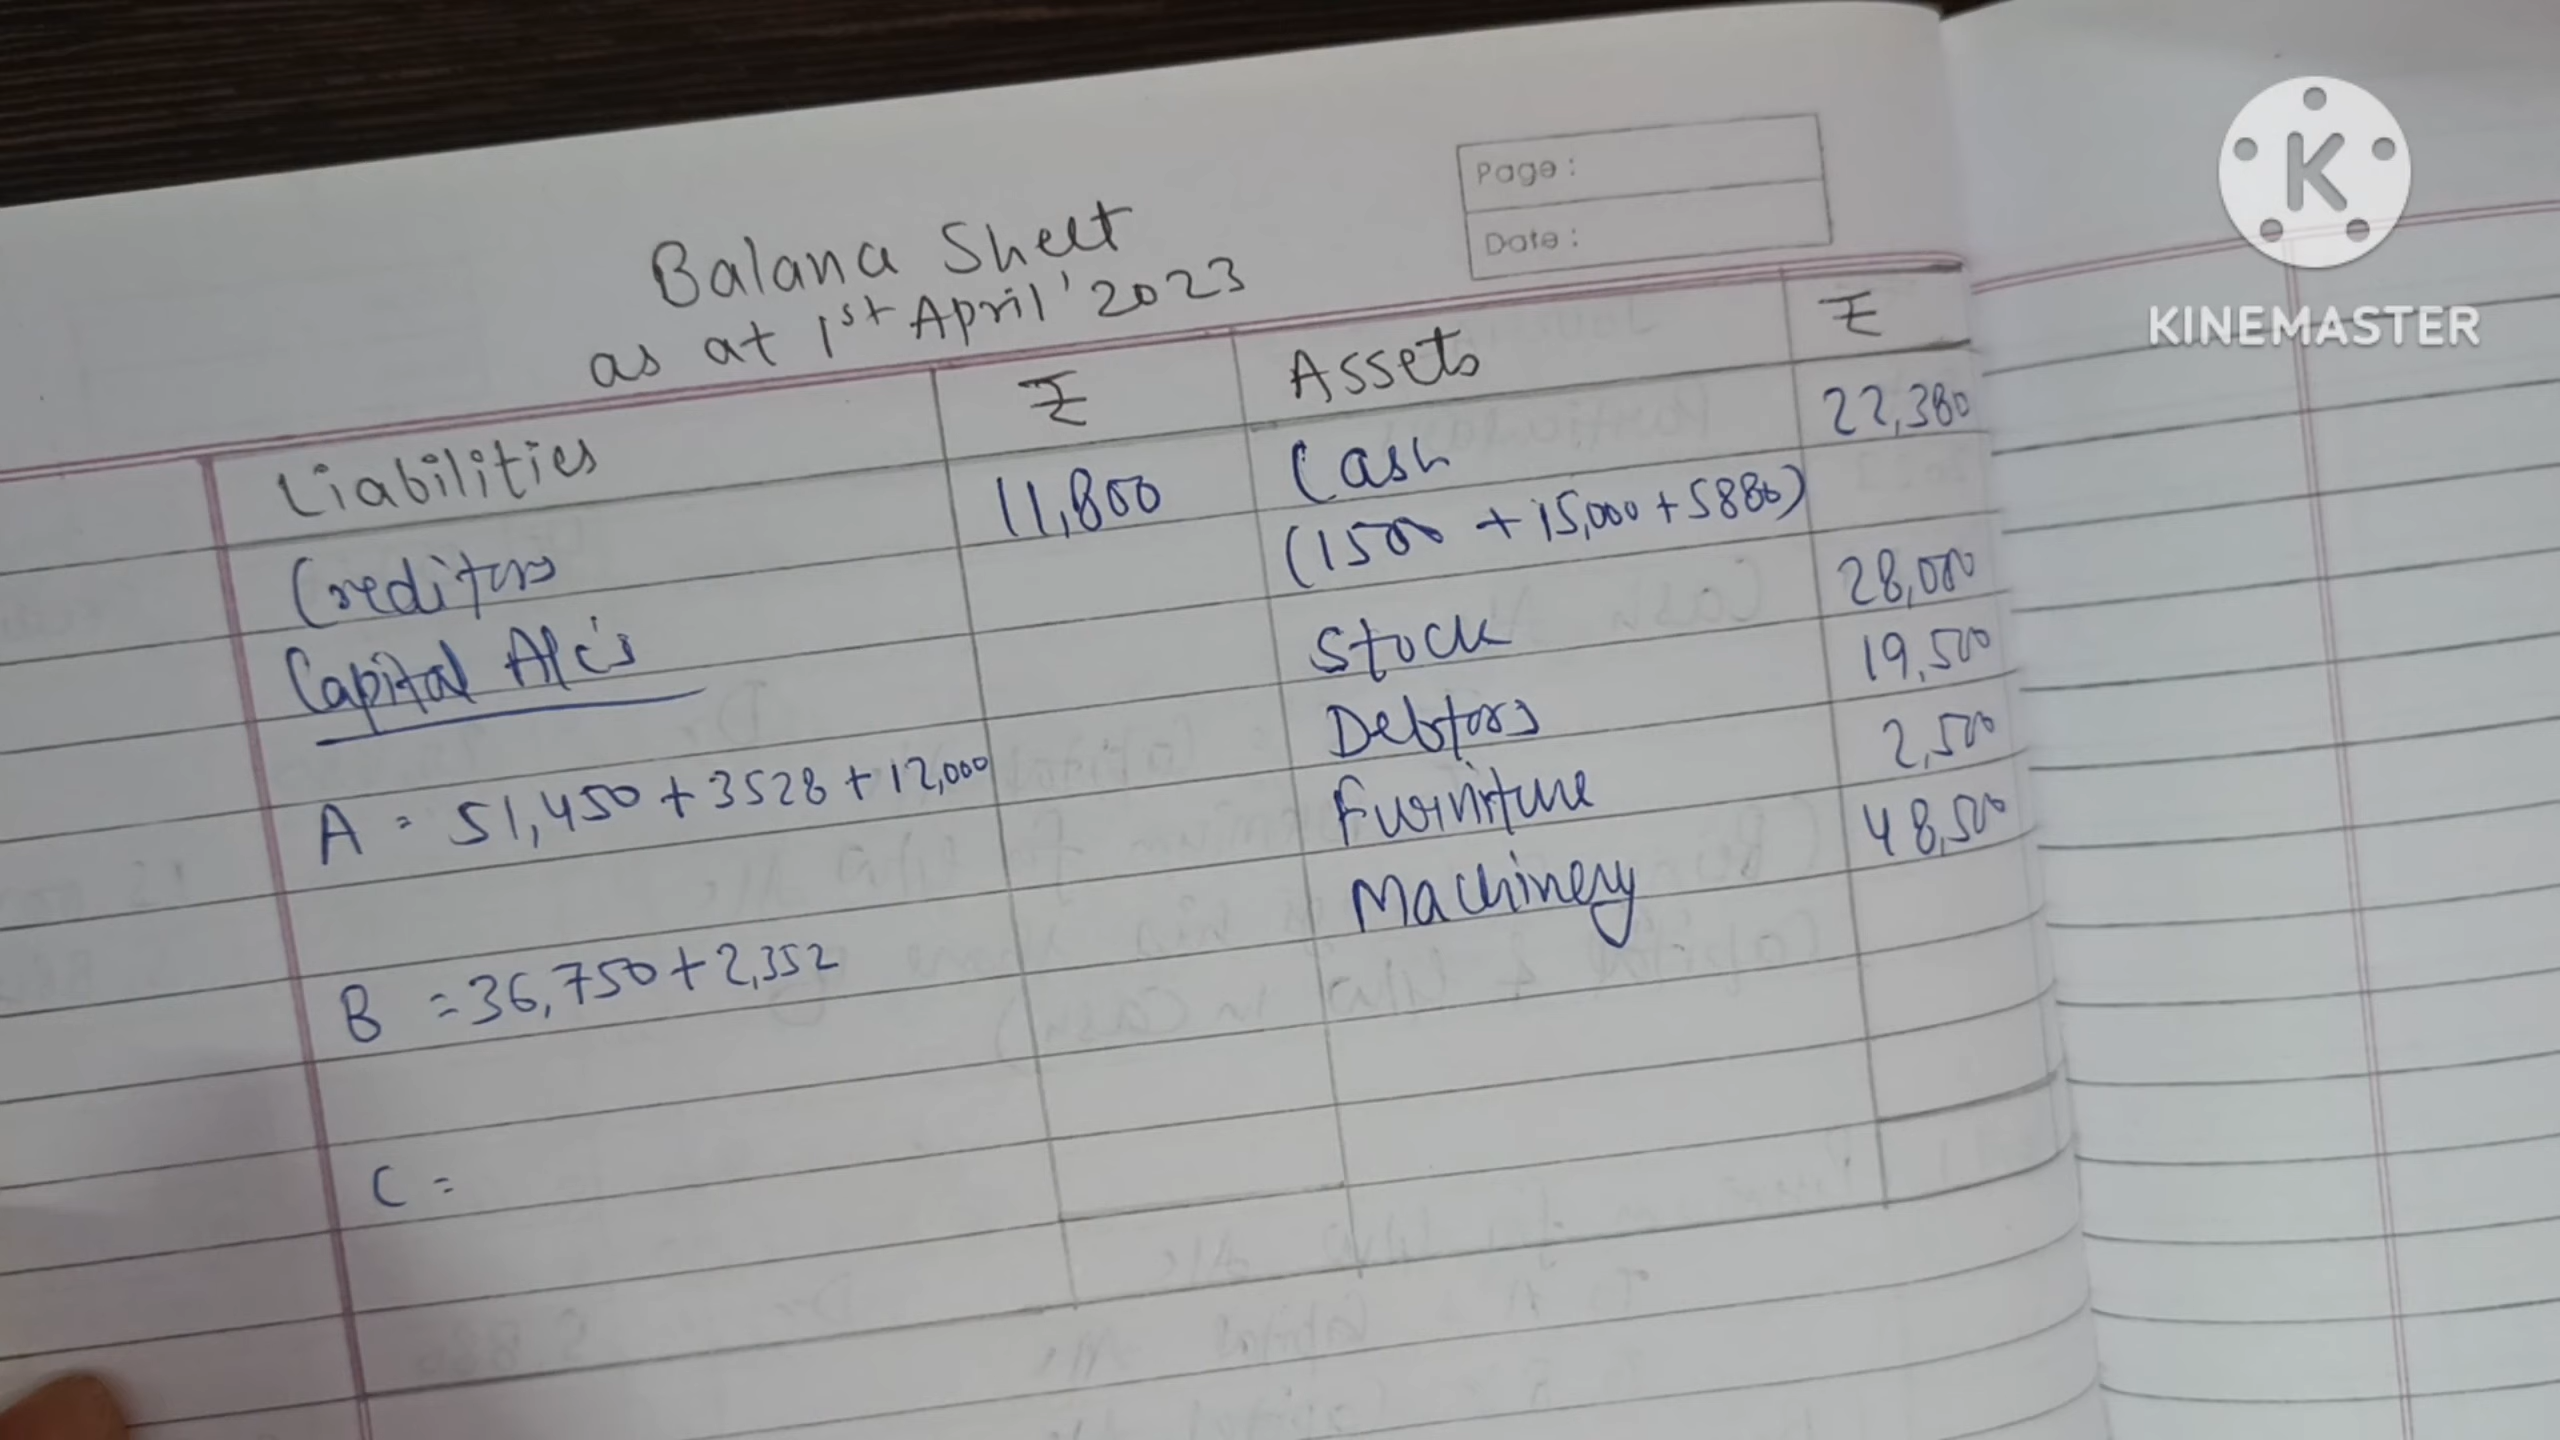 Page :
Date :
K
KINEMASTER
Balance Sheet
as at 1st April' 2023
Liabilities ₹ Assets ₹
Creditors 11,800 Cash 22,380
(1500 + 15,000 + 5880)
Capital A/c's Stock 28,000
Debtors 19,500
A = 51,450 + 3528 + 12,000 Furniture 2,500
Machinery 48,500
B = 36,750 + 2,352
C =